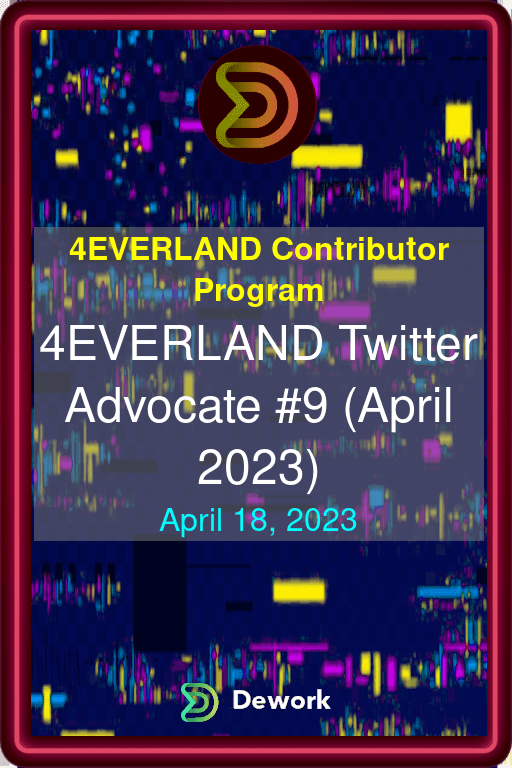 4EVERLAND Contributor
Program
4EVERLAND Twitter
Advocate #9 (April
2023)
April 18, 2023
Dework